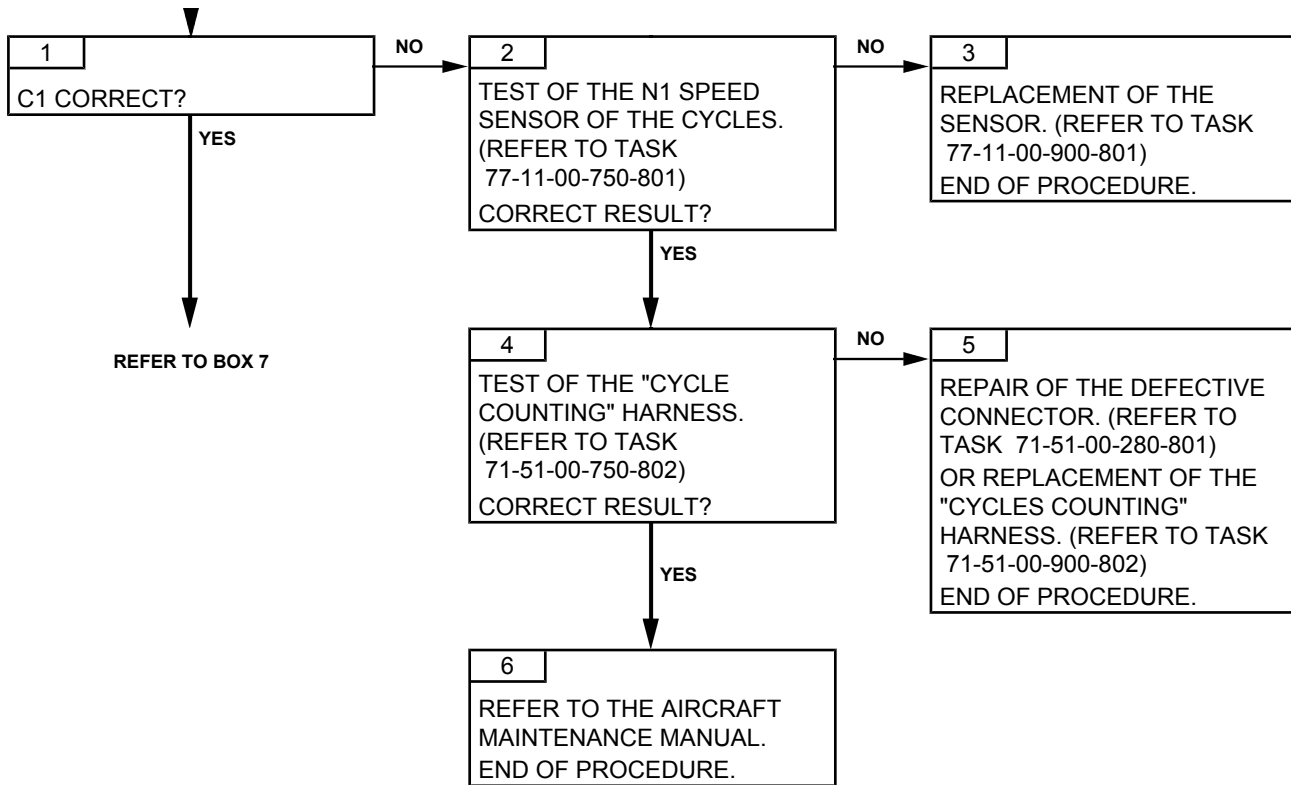 1
C1 CORRECT?
NO
YES
REFER TO BOX 7
2
TEST OF THE N1 SPEED
SENSOR OF THE CYCLES.
(REFER TO TASK
77-11-00-750-801)
CORRECT RESULT?
NO
YES
3
REPLACEMENT OF THE
SENSOR. (REFER TO TASK
77-11-00-900-801)
END OF PROCEDURE.
4
TEST OF THE "CYCLE
COUNTING" HARNESS.
(REFER TO TASK
71-51-00-750-802)
CORRECT RESULT?
NO
YES
5
REPAIR OF THE DEFECTIVE
CONNECTOR. (REFER TO
TASK 71-51-00-280-801)
OR REPLACEMENT OF THE
"CYCLES COUNTING"
HARNESS. (REFER TO TASK
71-51-00-900-802)
END OF PROCEDURE.
6
REFER TO THE AIRCRAFT
MAINTENANCE MANUAL.
END OF PROCEDURE.